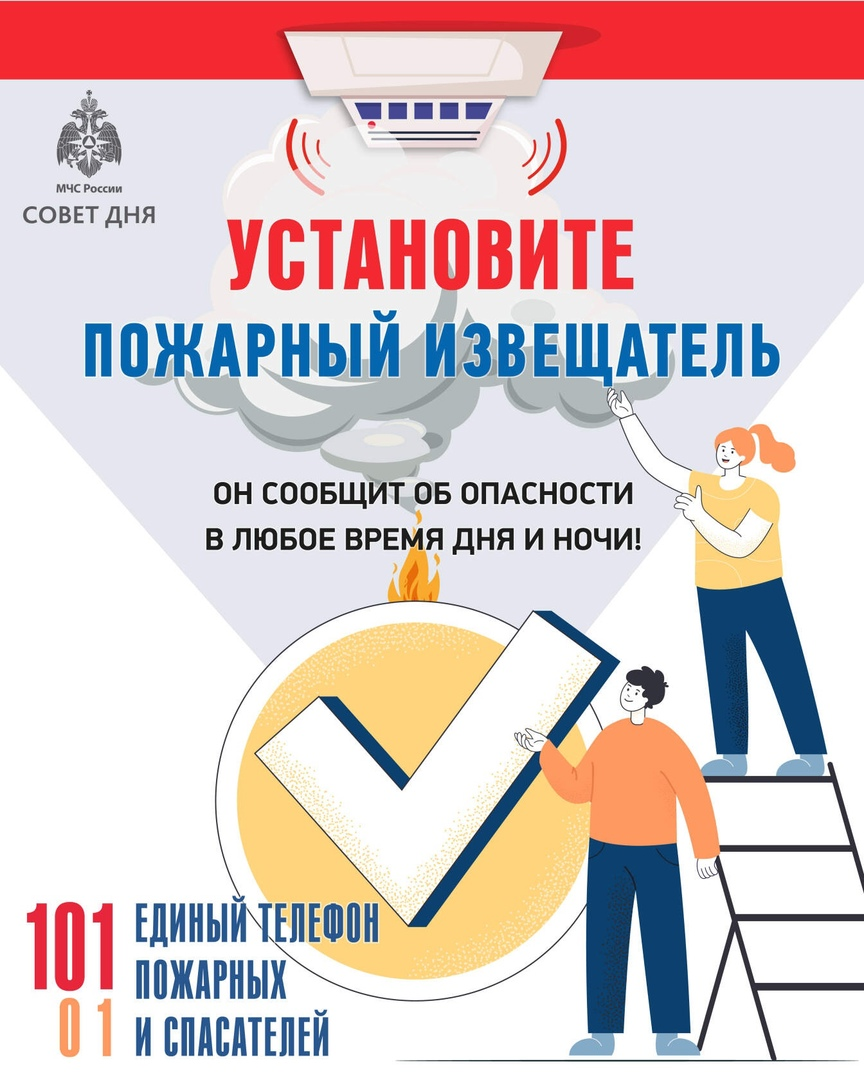 МЧС России
СОВЕТ ДНЯ
УСТАНОВИТЕ
ПОЖАРНЫЙ ИЗВЕЩАТЕЛЬ
ОН СООБЩИТ ОБ ОПАСНОСТИ
В ЛЮБОЕ ВРЕМЯ ДНЯ И НОЧИ!
101
01
ЕДИНЫЙ ТЕЛЕФОН
ПОЖАРНЫХ
И СПАСАТЕЛЕЙ